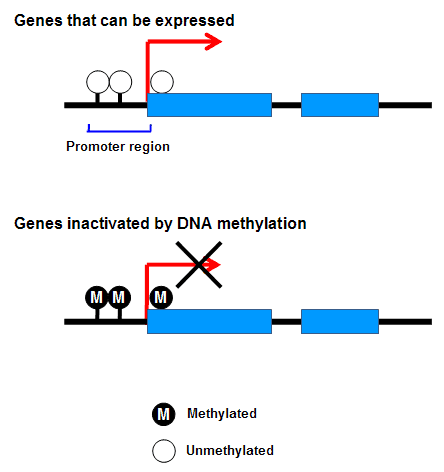 Genes that can be expressed
Promoter region
Genes inactivated by DNA methylation
M M M
M Methylated
Unmethylated